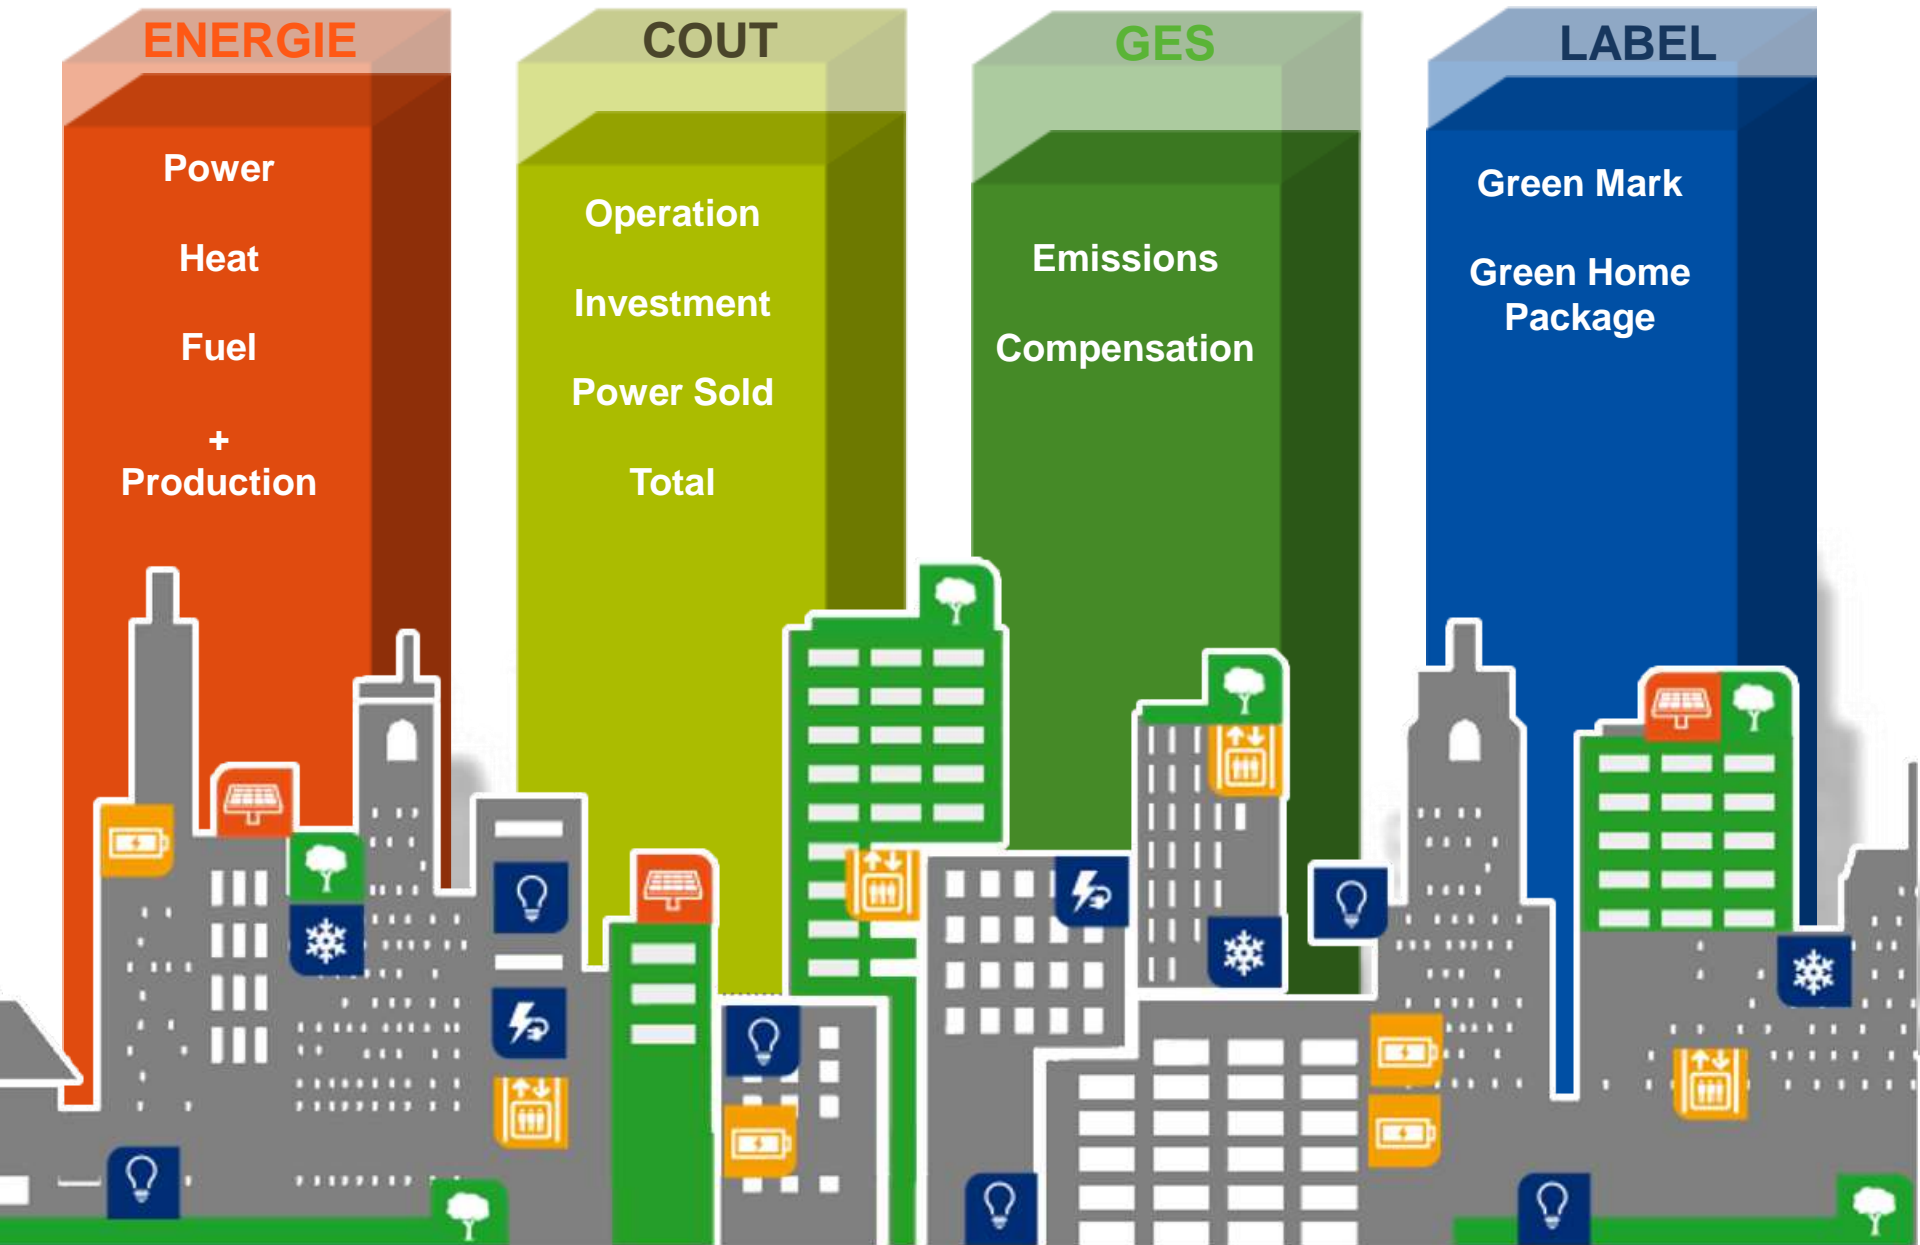 ENERGIE
Power
Heat
Fuel
+
Production
COUT
Operation
Investment
Power Sold
Total
GES
Emissions
Compensation
LABEL
Green Mark
Green Home
Package